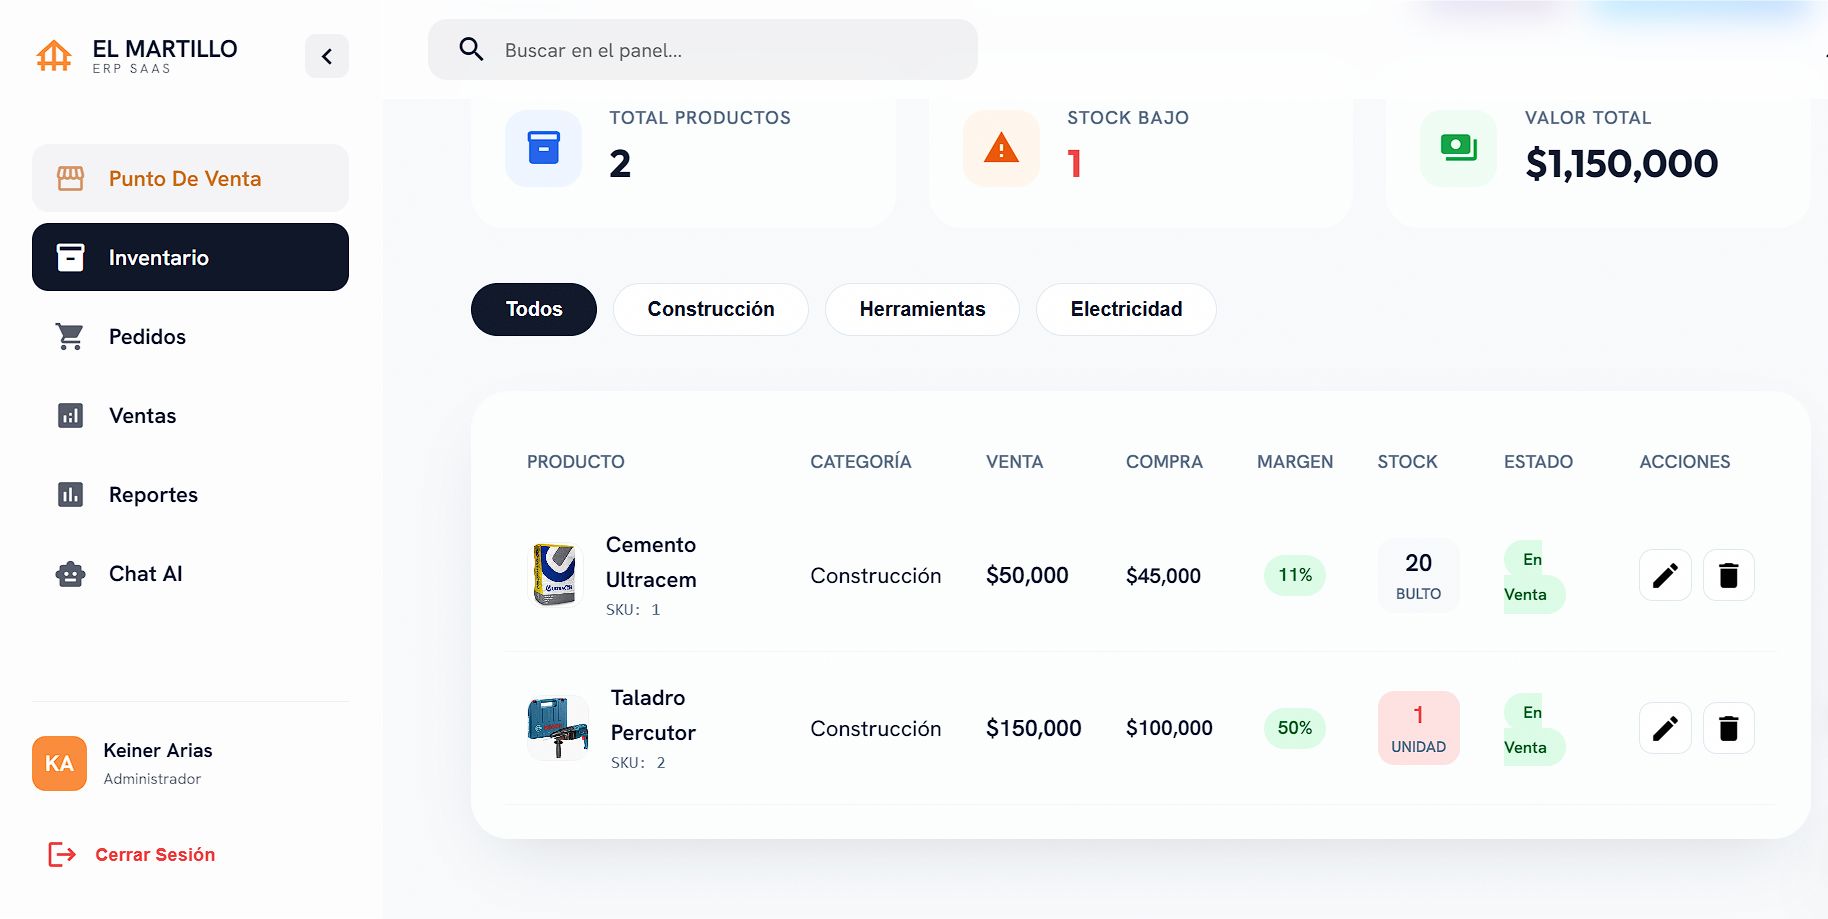 EL MARTILLO
ERP SAAS
Buscar en el panel...
Punto De Venta
Inventario
Pedidos
Ventas
Reportes
Chat AI
KA
Keiner Arias
Administrador
Cerrar Sesión
TOTAL PRODUCTOS
2
STOCK BAJO
1
VALOR TOTAL
$1,150,000
Todos
Construcción
Herramientas
Electricidad
PRODUCTO CATEGORÍA VENTA COMPRA MARGEN STOCK ESTADO ACCIONES
Cemento
Ultracem
SKU: 1
Construcción
$50,000
$45,000
11%
20
BULTO
En
Venta
Taladro
Percutor
SKU: 2
Construcción
$150,000
$100,000
50%
1
UNIDAD
En
Venta